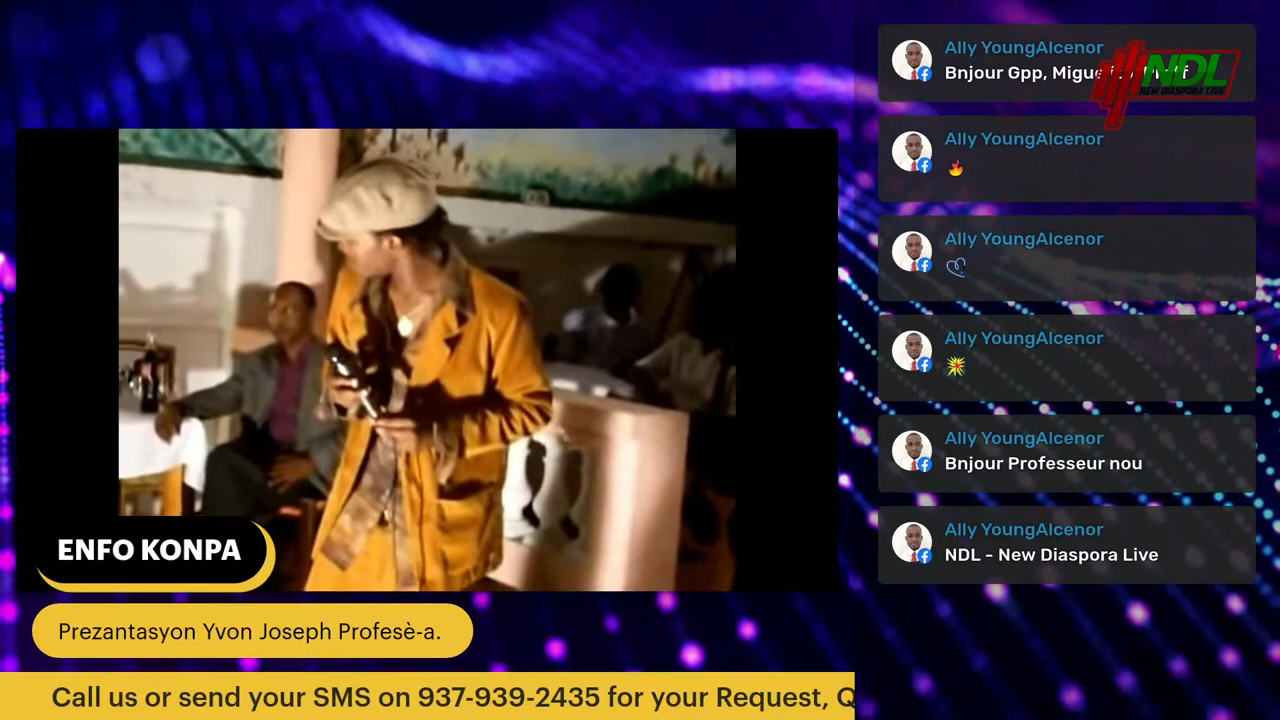 Ally YoungAlcenor
Bnjour Gpp, Migue
NDL
NEW DIASPORA LIVE
Ally YoungAlcenor
Ally YoungAlcenor
Ally YoungAlcenor
Ally YoungAlcenor
Bnjour Professeur nou
Ally YoungAlcenor
NDL - New Diaspora Live
ENFO KONPA
Prezantasyon Yvon Joseph Profesè-a.
Call us or send your SMS on 937-939-2435 for your Request, Q